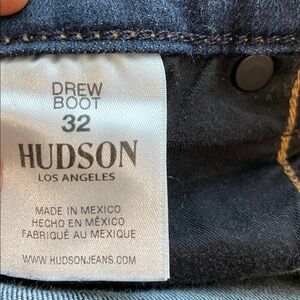 DREW
BOOT
32
HUDSON
LOS ANGELES
MADE IN MEXICO
HECHO EN MÉXICO
FABRIQUÉ AU MEXIQUE
WWW.HUDSONJEANS.COM